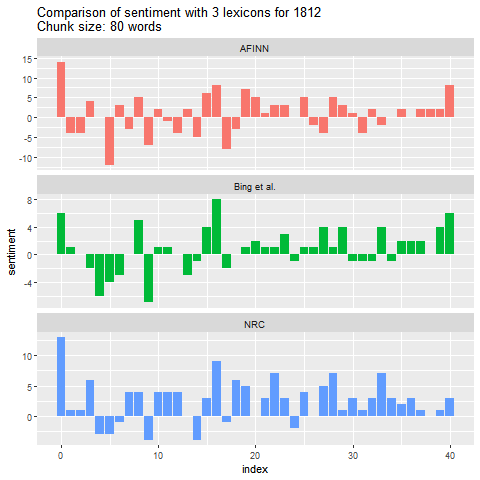 Comparison of sentiment with 3 lexicons for 1812
Chunk size: 80 words
AFINN
15
10
5
0
-5
-10
Bing et al.
8
4
0
-4
sentiment
NRC
10
5
0
0
10
20
30
40
index